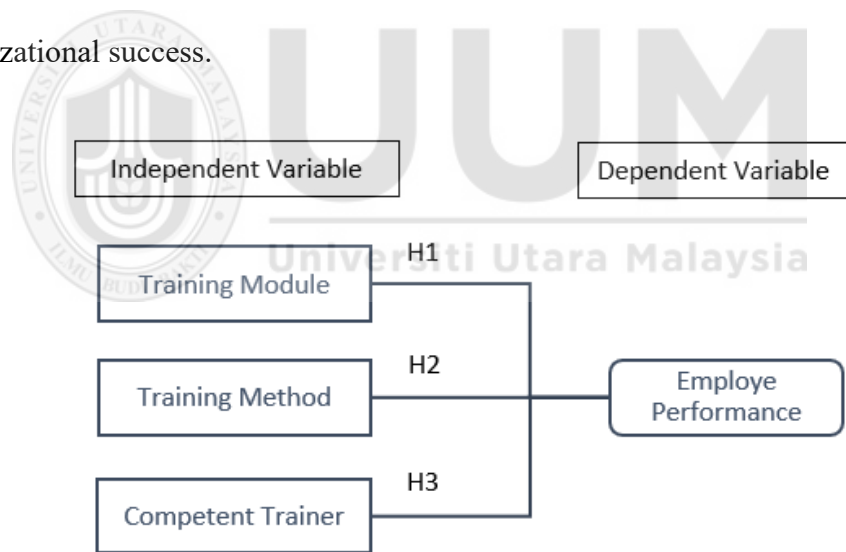 zational success.
UUM
Universiti Utara Malaysia
Independent Variable
Dependent Variable
H1
Training Module
H2
Training Method
Employe
Performance
H3
Competent Trainer